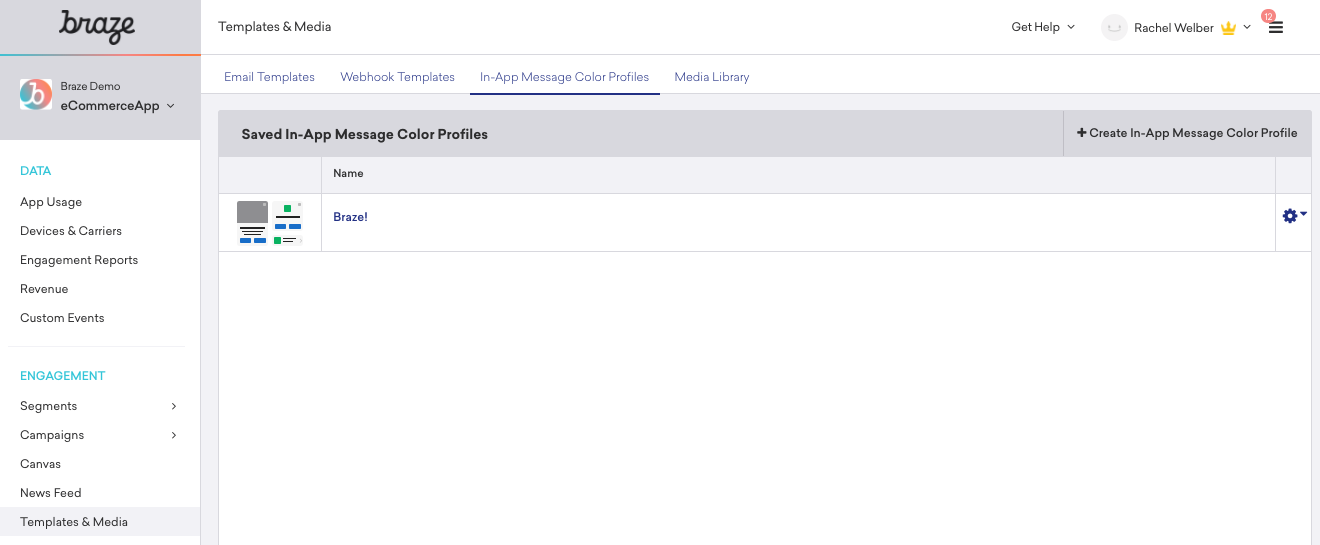 braze
Templates & Media
Get Help
Rachel Welber
12
Braze Demo
eCommerceApp
Email Templates
Webhook Templates
In-App Message Color Profiles
Media Library
Saved In-App Message Color Profiles
+ Create In-App Message Color Profile
Name
Braze!
DATA
App Usage
Devices & Carriers
Engagement Reports
Revenue
Custom Events
ENGAGEMENT
Segments
Campaigns
Canvas
News Feed
Templates & Media